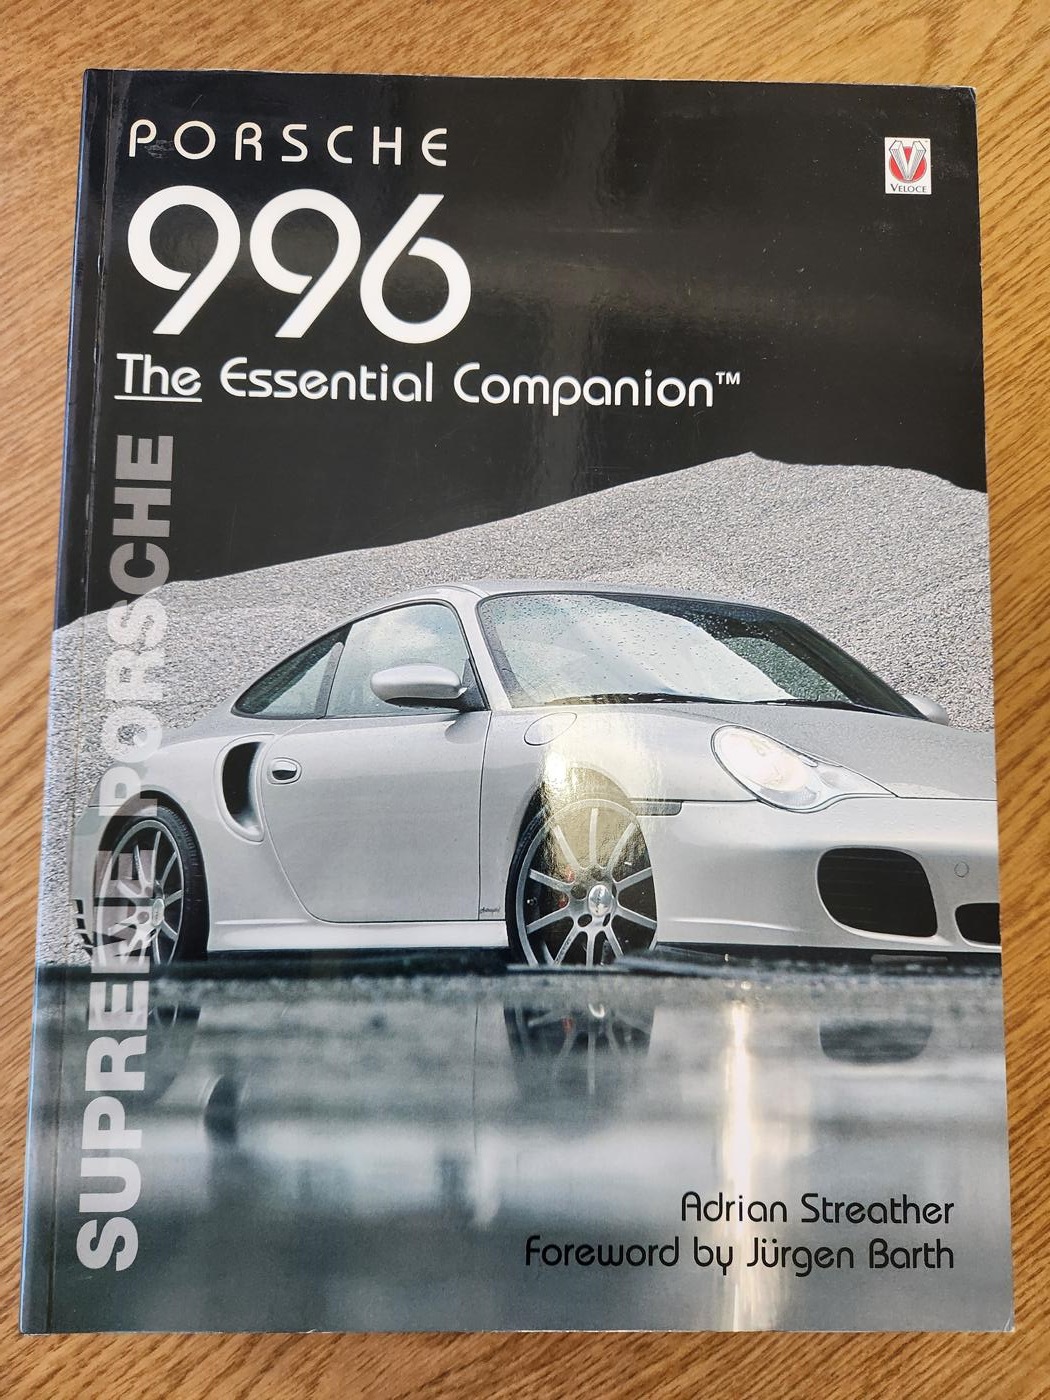 PORSCHE
996
The Essential Companion™
VELOCE
SUPREME PORSCHE
Adrian Streather
Foreword by Jürgen Barth